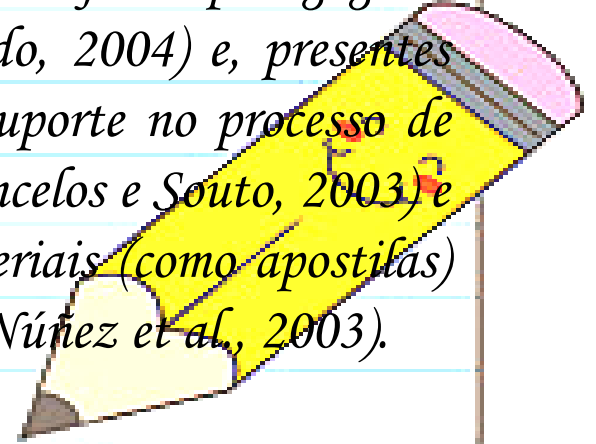 do, 2004) e, presentes
uporte no processo de
ncelos e Souto, 2003) e
eriais (como apostilas)
Núñez et al., 2003).